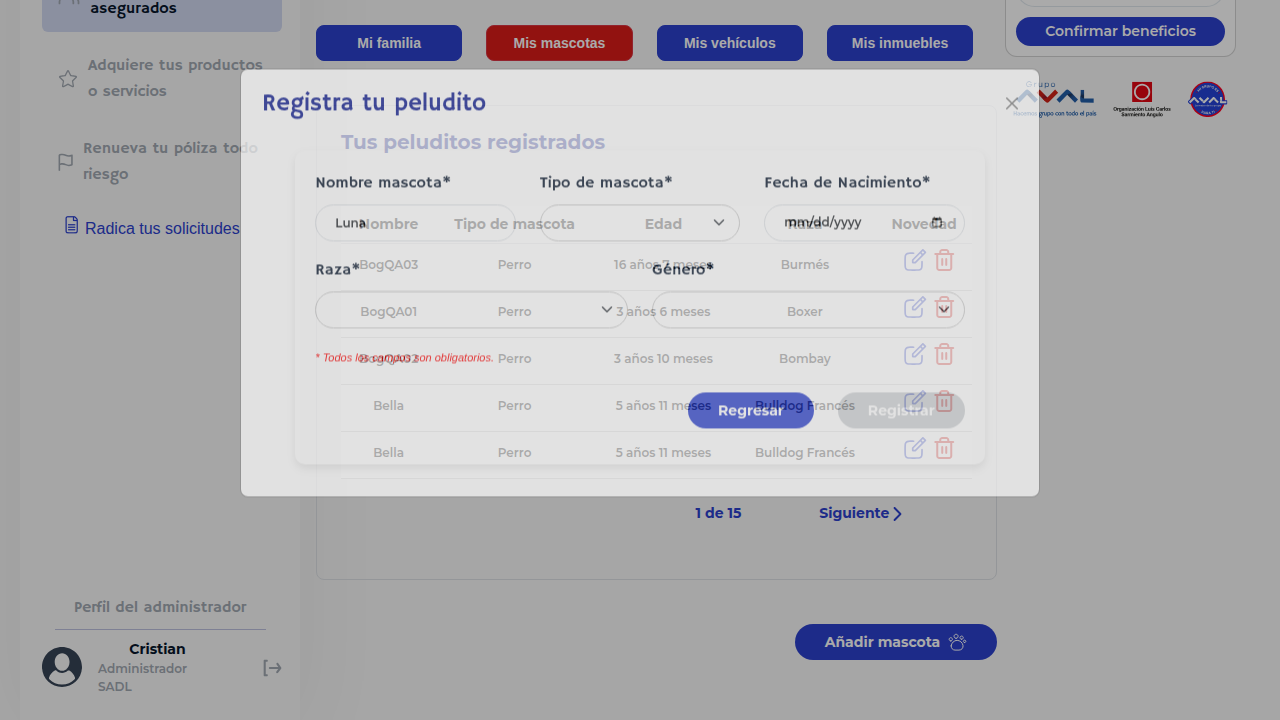 asegurados
Adquiere tus productos
o servicios
Renueva tu póliza todo
riesgo
Radica tus solicitudes
Perfil del administrador
Cristian
Administrador
SADL
Mi familia
Mis mascotas
Mis vehículos
Mis inmuebles
Confirmar beneficios
Grupo
AVAL
Hacemos grupo con todo el país
Organización Luis Carlos
Sarmiento Angulo
AVAL
Registra tu peludito
Tus peluditos registrados
Nombre mascota*
Tipo de mascota*
Fecha de Nacimiento*
Luna
mm/dd/yyyy
Nombre
Tipo de mascota
Edad
Raza
Novedad
Raza*
Género*
BogQA03
Perro
16 años 7 meses
Burmés
BogQA01
Perro
3 años 6 meses
Boxer
* Todos los campos son obligatorios.
BogQA02
Perro
3 años 10 meses
Bombay
Regresar
Registrar
Bella
Perro
5 años 11 meses
Bulldog Francés
Bella
Perro
5 años 11 meses
Bulldog Francés
1 de 15
Siguiente
Añadir mascota